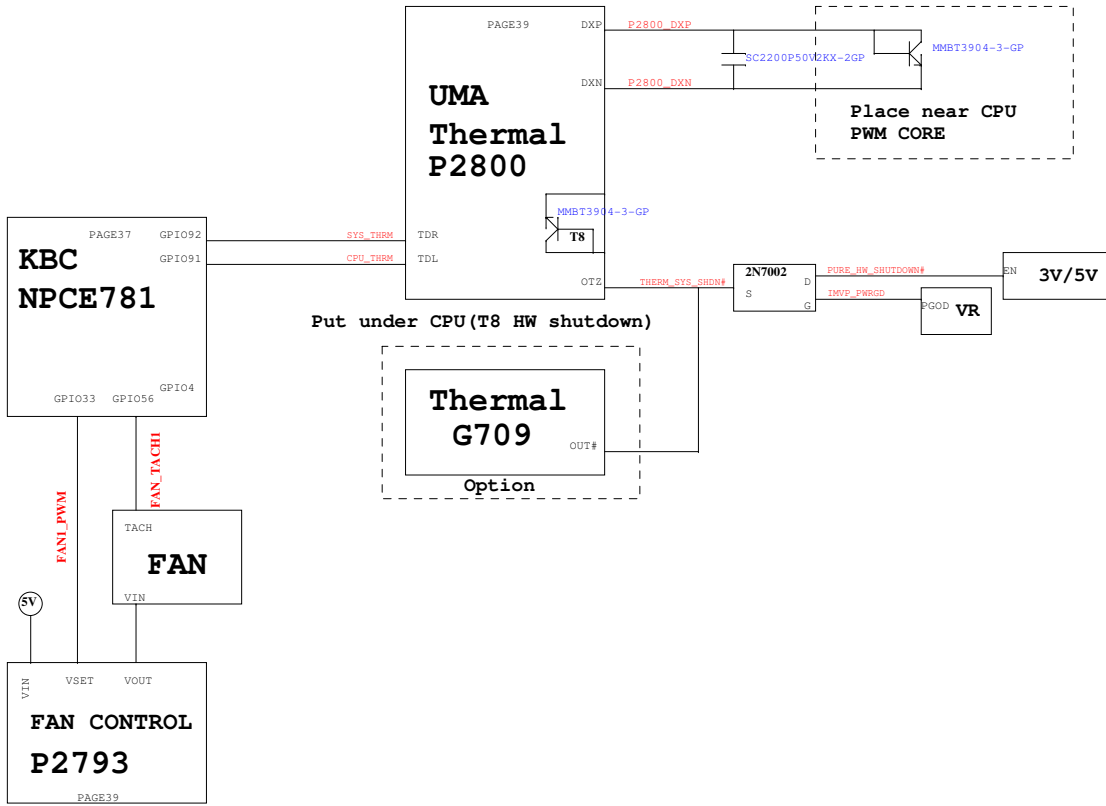 PAGE39
DXP
P2800_DXP
MMBT3904-3-GP
SC2200P50V2KX-2GP
DXN
P2800_DXN
UMA
Thermal
P2800
Place near CPU
PWM CORE
MMBT3904-3-GP
T8
PAGE37
GPIO92
SYS_THRM
TDR
KBC
GPIO91
CPU_THRM
TDL
NPCE781
OTZ
THERM_SYS_SHDN#
2N7002
S
D
G
PURE_HW_SHUTDOWN#
IMVP_PWRGD
EN
3V/5V
PGOD
VR
Put under CPU(T8 HW shutdown)
GPIO4
GPIO33
GPIO56
Thermal
G709
OUT#
Option
FAN1_PWM
FAN_TACH1
TACH
FAN
VIN
5V
VIN
VSET
VOUT
FAN CONTROL
P2793
PAGE39